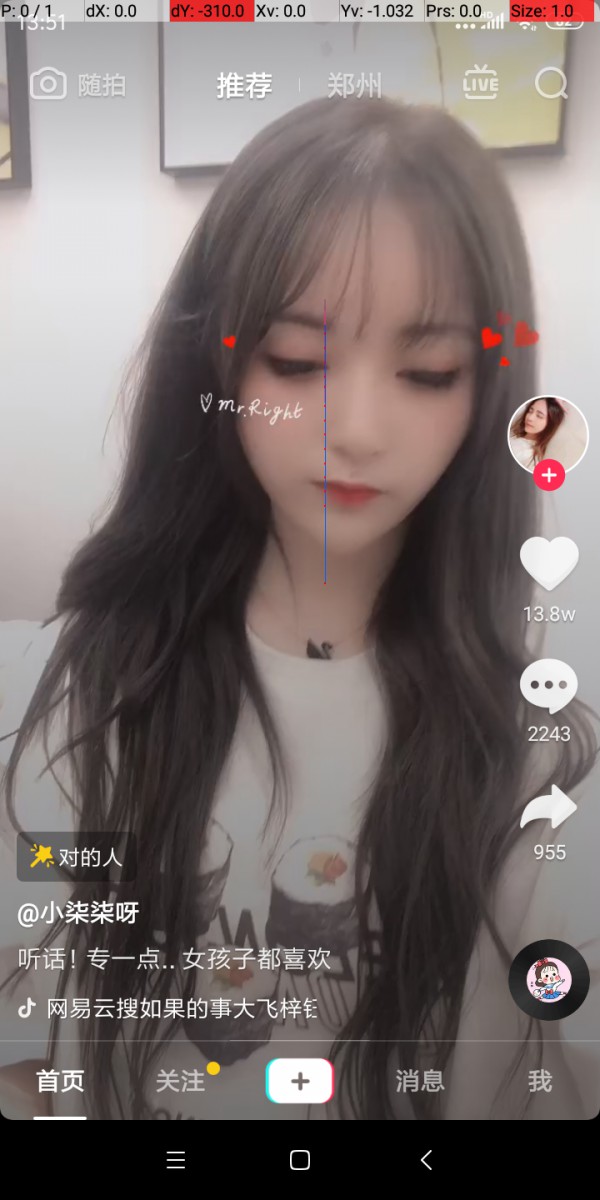 P: 0 / 1 dX: 0.0 dY: -310.0 Xv: 0.0 Yv: -1.032 Prs: 0.0 Size: 1.0
13:51
随拍 推荐 郑州 LIVE
♡ Mr.Right
13.8w
2243
955
对的人
@小柒柒呀
听话！专一点.. 女孩子都喜欢
网易云搜如果的事大飞梓
首页 关注 消息 我